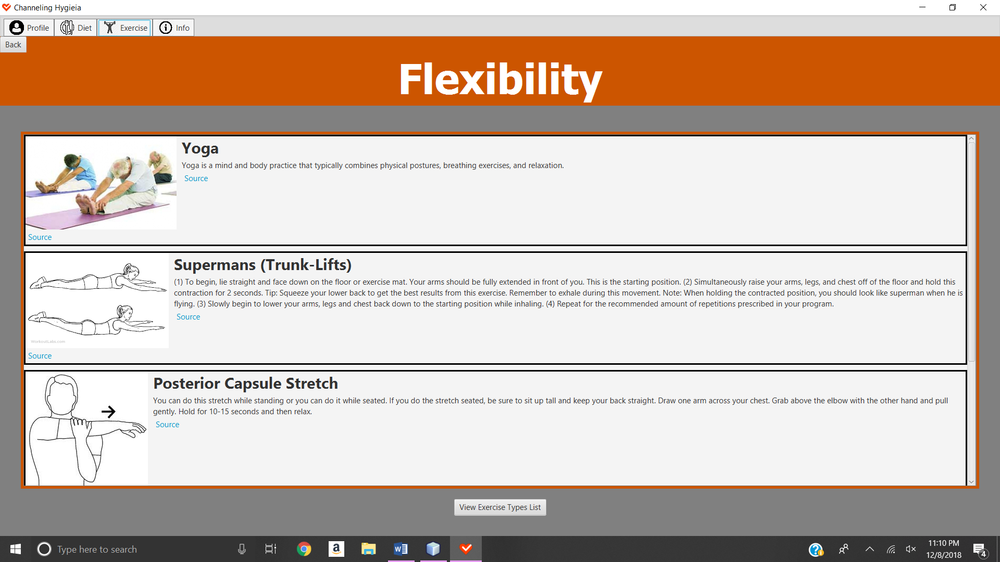 Channeling Hygieia
Profile
Diet
Exercise
Info
Back
Flexibility
Yoga
Yoga is a mind and body practice that typically combines physical postures, breathing exercises, and relaxation.
Source
Source
Supermans (Trunk-Lifts)
(1) To begin, lie straight and face down on the floor or exercise mat. Your arms should be fully extended in front of you. This is the starting position. (2) Simultaneously raise your arms, legs, and chest off of the floor and hold this
contraction for 2 seconds. Tip: Squeeze your lower back to get the best results from this exercise. Remember to exhale during this movement. Note: When holding the contracted position, you should look like superman when he is
flying. (3) Slowly begin to lower your arms, legs and chest back down to the starting position while inhaling. (4) Repeat for the recommended amount of repetitions prescribed in your program.
Source
WorkoutLabs.com
Source
Posterior Capsule Stretch
You can do this stretch while standing or you can do it while seated. If you do the stretch seated, be sure to sit up tall and keep your back straight. Draw one arm across your chest. Grab above the elbow with the other hand and pull
gently. Hold for 10-15 seconds and then relax.
Source
View Exercise Types List
Type here to search
11:10 PM
12/8/2018
4